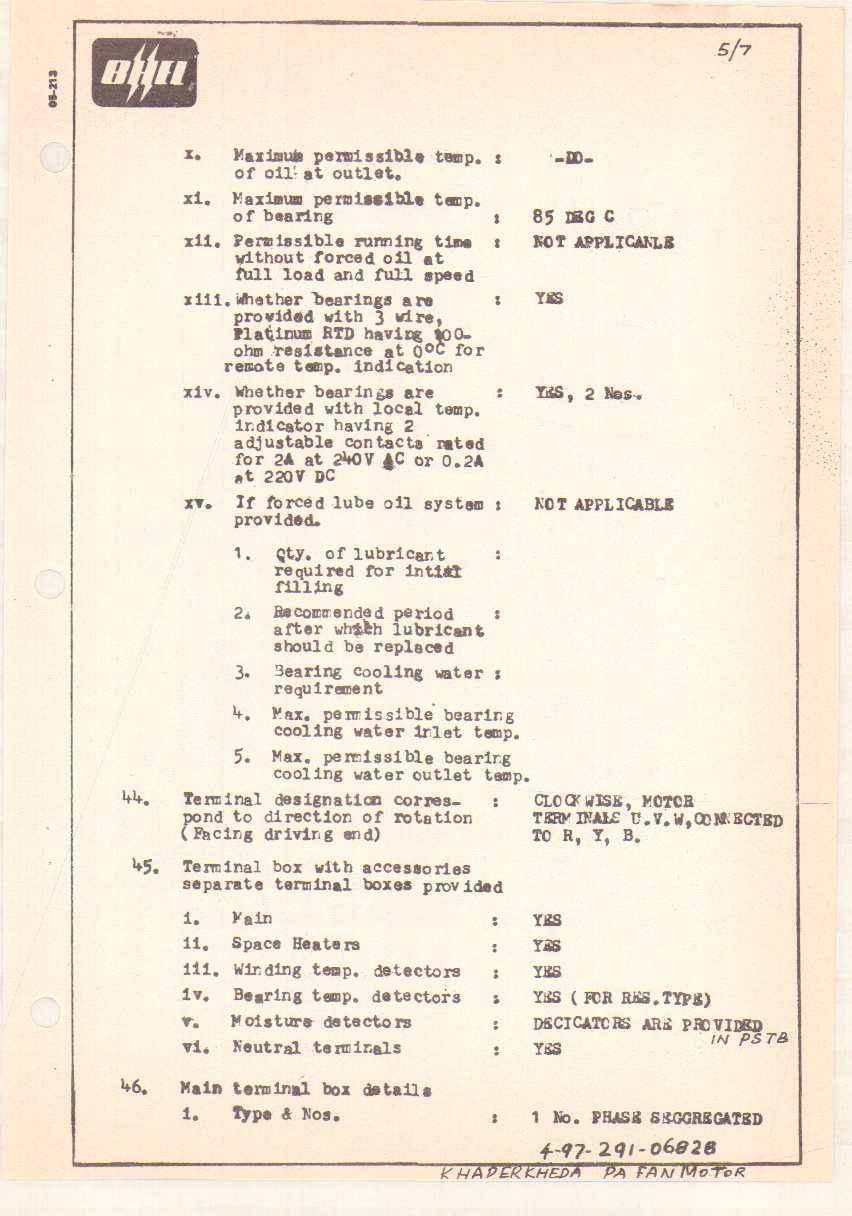 5/7
BHEL
05-213
x. Maximum permissible temp. : -DO-
of oil at outlet.
xi. Maximum permissible temp.
of bearing : 85 DEG C
xii. Permissible running time : NOT APPLICANLE
without forced oil at
full load and full speed
xiii. Whether bearings are : YES
provided with 3 wire,
Platinum RTD having 100-
ohm resistance at 0°C for
remote temp. indication
xiv. Whether bearings are : YES, 2 Nos.
provided with local temp.
indicator having 2
adjustable contacts rated
for 2A at 240V AC or 0.2A
at 220V DC
xv. If forced lube oil system : NOT APPLICABLE
provided.
1. Qty. of lubricant :
required for intial
filling
2. Recommended period :
after which lubricant
should be replaced
3. Bearing cooling water :
requirement
4. Max. permissible bearing
cooling water inlet temp.
5. Max. permissible bearing
cooling water outlet temp.
44. Terminal designation corres- : CLOCKWISE, MOTOR
pond to direction of rotation TERMINALS U.V.W,CONNECTED
(Facing driving end) TO R, Y, B.
45. Terminal box with accessories
separate terminal boxes provided
i. Main : YES
ii. Space Heaters : YES
iii. Winding temp. detectors : YES
iv. Bearing temp. detectors : YES (FOR RES.TYPE)
v. Moisture detectors : DECICATORS ARE PROVIDED
IN PSTB
vi. Neutral terminals : YES
46. Main terminal box details
i. Type & Nos. : 1 No. PHASE SEGGREGATED
4-97-291-06828
KHADERKHEDA PA FAN MOTOR